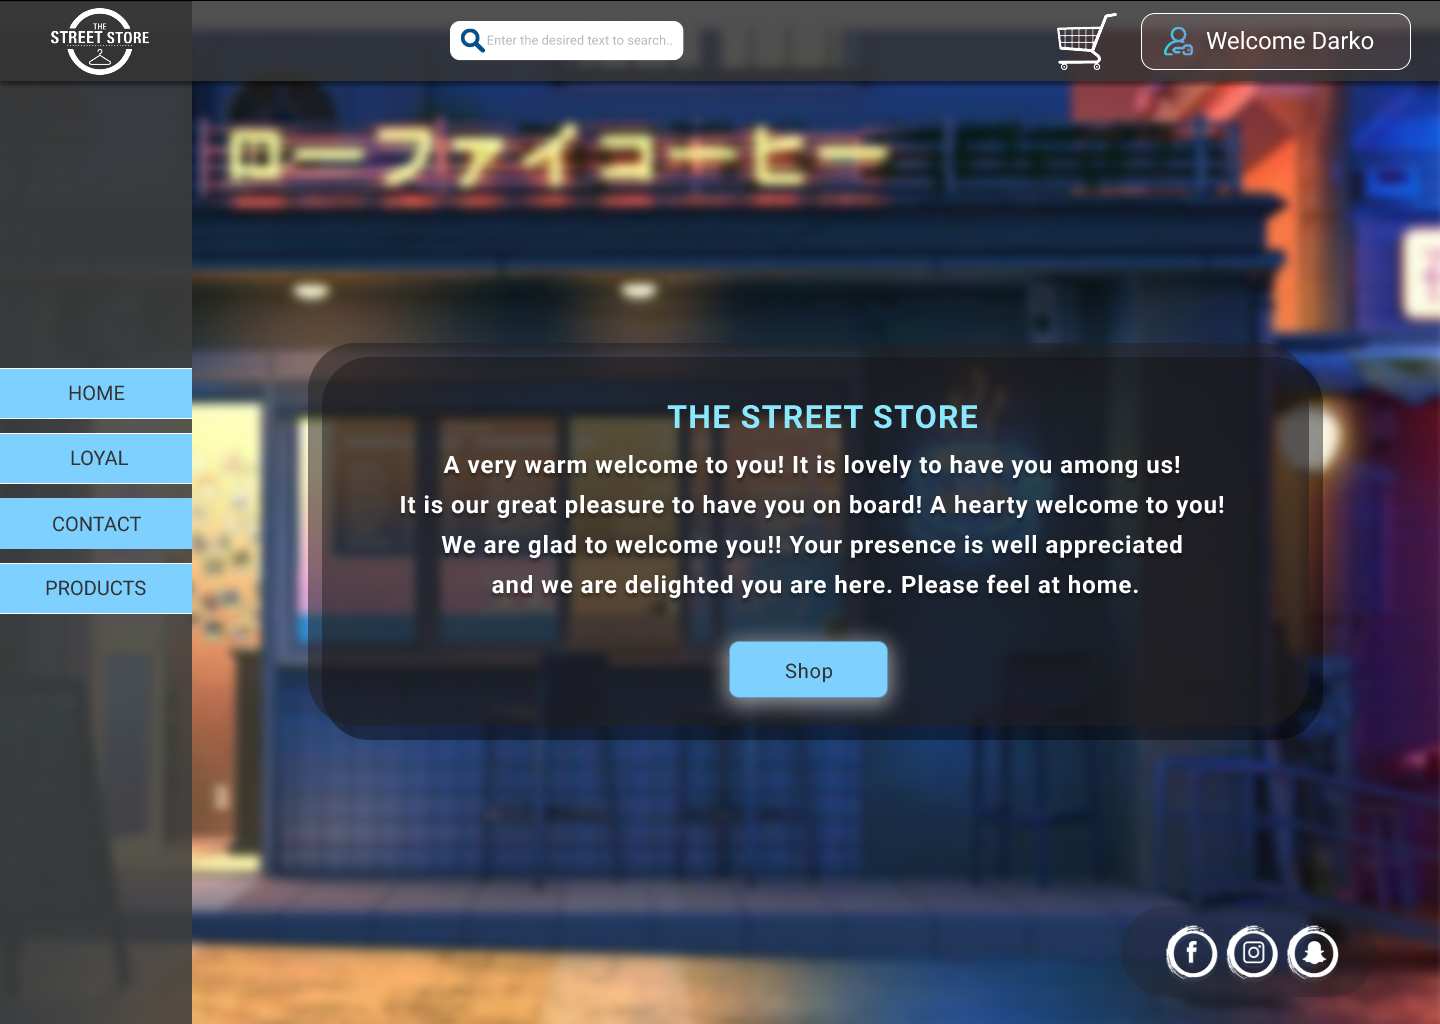 THE
STREET STORE
Enter the desired text to search..
Welcome Darko
ローファイコーヒー
HOME
LOYAL
CONTACT
PRODUCTS
THE STREET STORE
A very warm welcome to you! It is lovely to have you among us!
It is our great pleasure to have you on board! A hearty welcome to you!
We are glad to welcome you!! Your presence is well appreciated
and we are delighted you are here. Please feel at home.
Shop